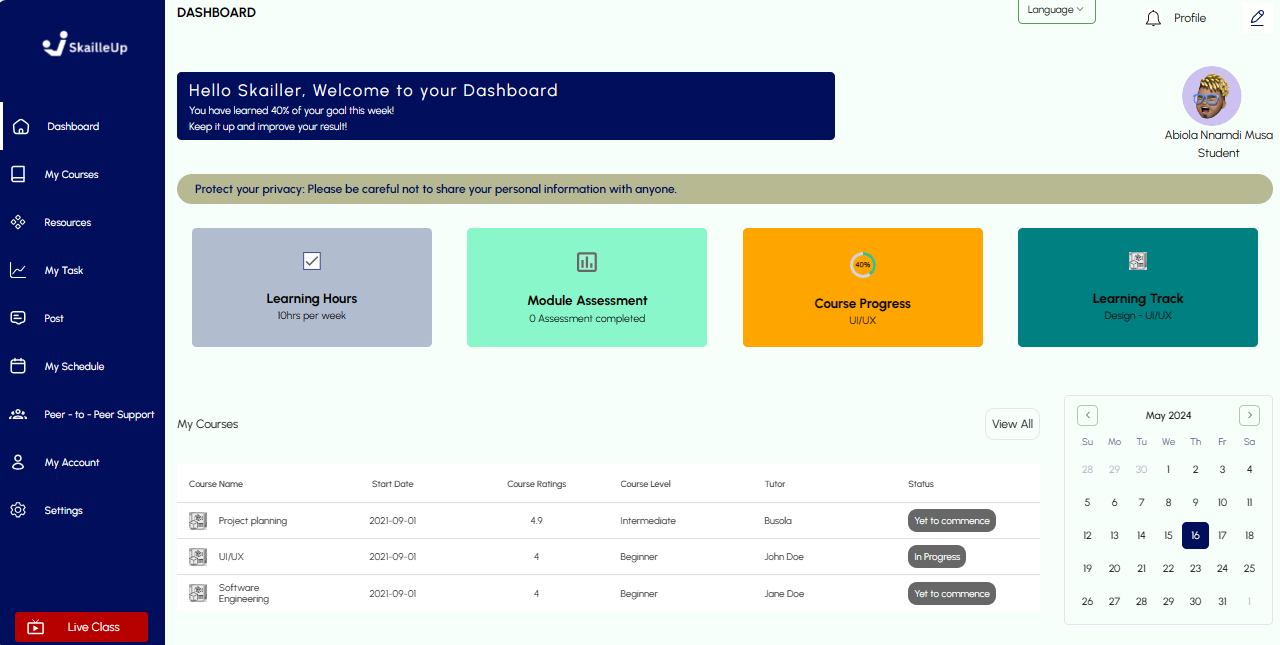 SkailleUp
Dashboard
My Courses
Resources
My Task
Post
My Schedule
Peer - to - Peer Support
My Account
Settings
Live Class
DASHBOARD
Language
Profile
Hello Skailler, Welcome to your Dashboard
You have learned 40% of your goal this week!
Keep it up and improve your result!
Abiola Nnamdi Musa
Student
Protect your privacy: Please be careful not to share your personal information with anyone.
Learning Hours
10hrs per week
Module Assessment
0 Assessment completed
40%
Course Progress
UI/UX
Learning Track
Design - UI/UX
My Courses
View All
Course Name Start Date Course Ratings Course Level Tutor Status
Project planning 2021-09-01 4.9 Intermediate Busola Yet to commence
UI/UX 2021-09-01 4 Beginner John Doe In Progress
Software
Engineering 2021-09-01 4 Beginner Jane Doe Yet to commence
May 2024
Su Mo Tu We Th Fr Sa
28 29 30 1 2 3 4
5 6 7 8 9 10 11
12 13 14 15 16 17 18
19 20 21 22 23 24 25
26 27 28 29 30 31 1